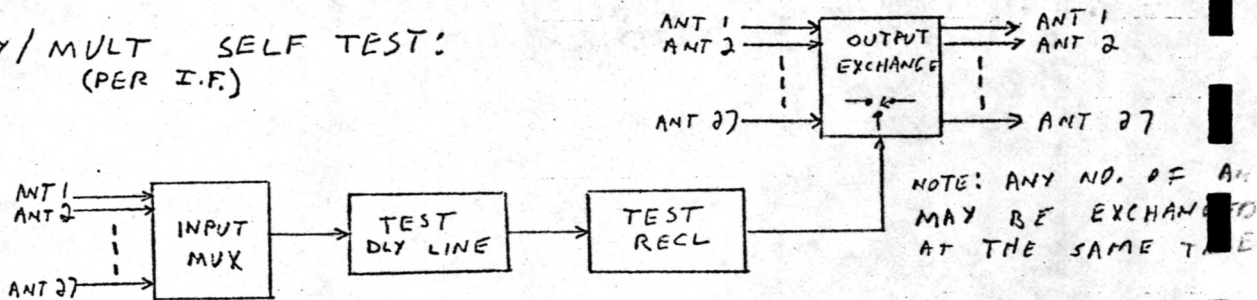 /MULT SELF TEST:
(PER I.F.)
ANT 1
ANT 2
ANT 27
OUTPUT
EXCHANGE
ANT 1
ANT 2
ANT 27
NOTE: ANY NO. OF
MAY BE EXCHANGED
AT THE SAME
ANT 1
ANT 2
ANT 27
INPUT
MUX
TEST
DLY LINE
TEST
RECL